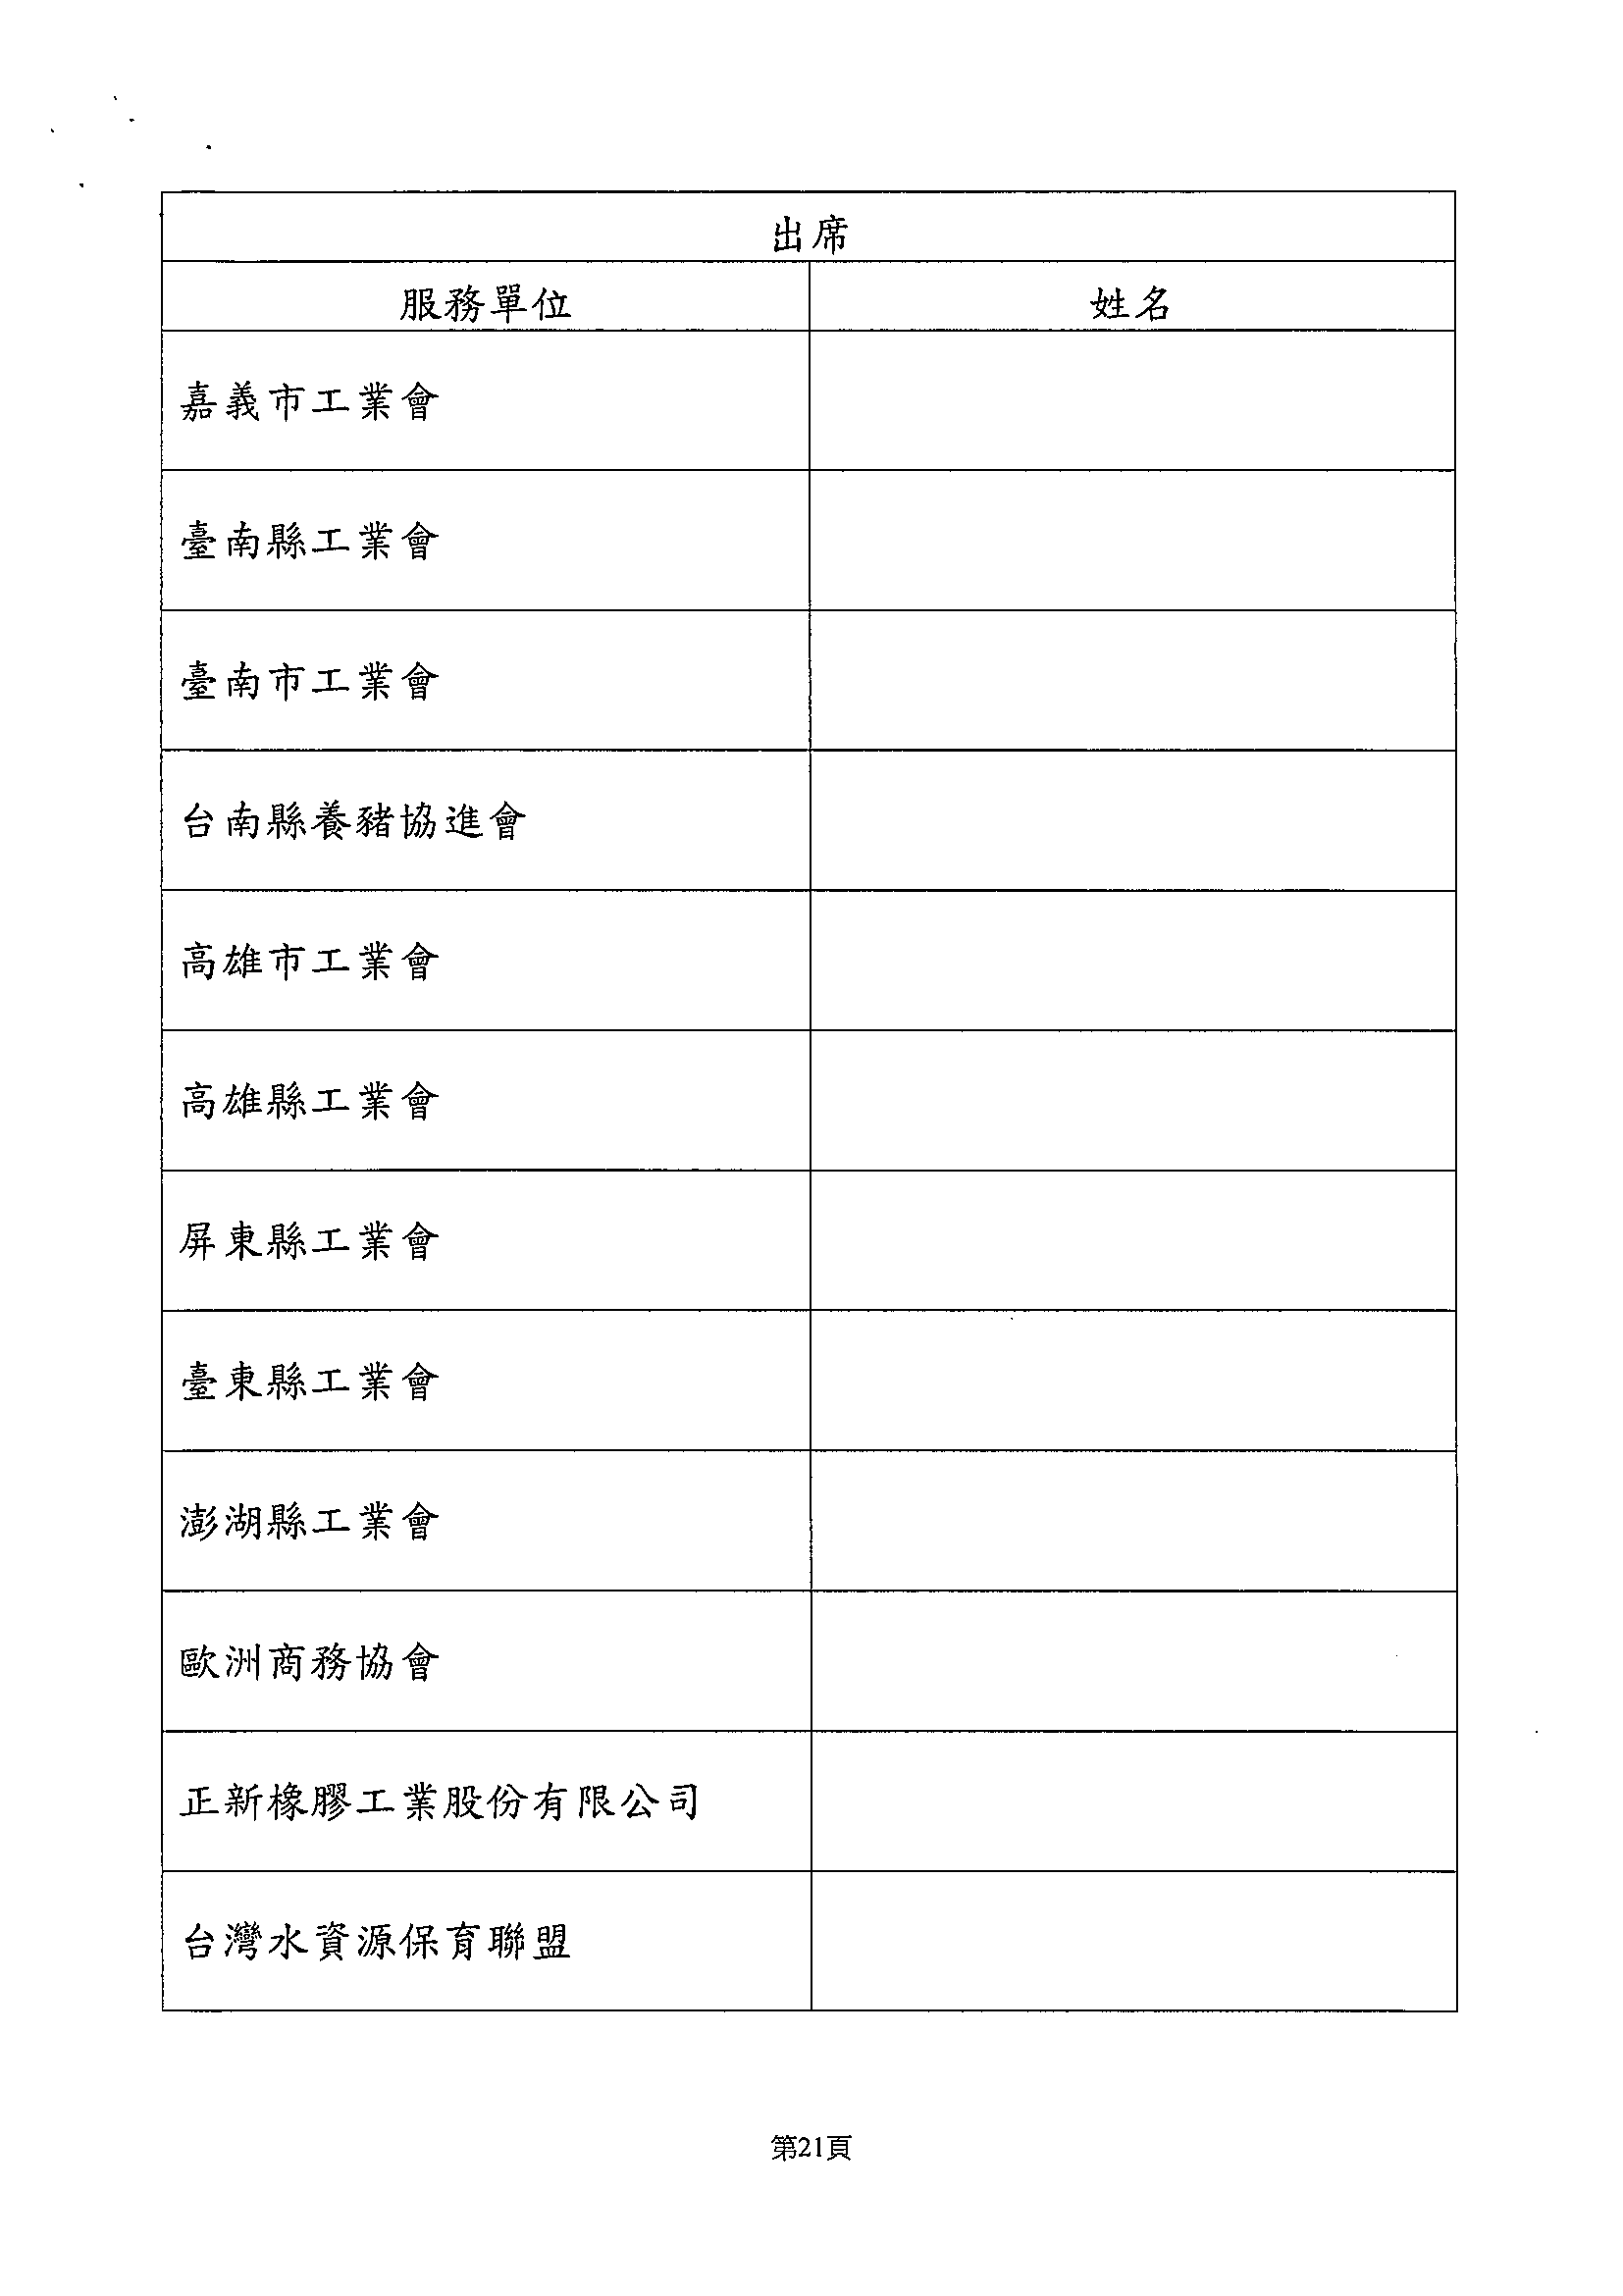 出席
服務單位 姓名
嘉義市工業會
臺南縣工業會
臺南市工業會
台南縣養豬協進會
高雄市工業會
高雄縣工業會
屏東縣工業會
臺東縣工業會
澎湖縣工業會
歐洲商務協會
正新橡膠工業股份有限公司
台灣水資源保育聯盟
第21頁